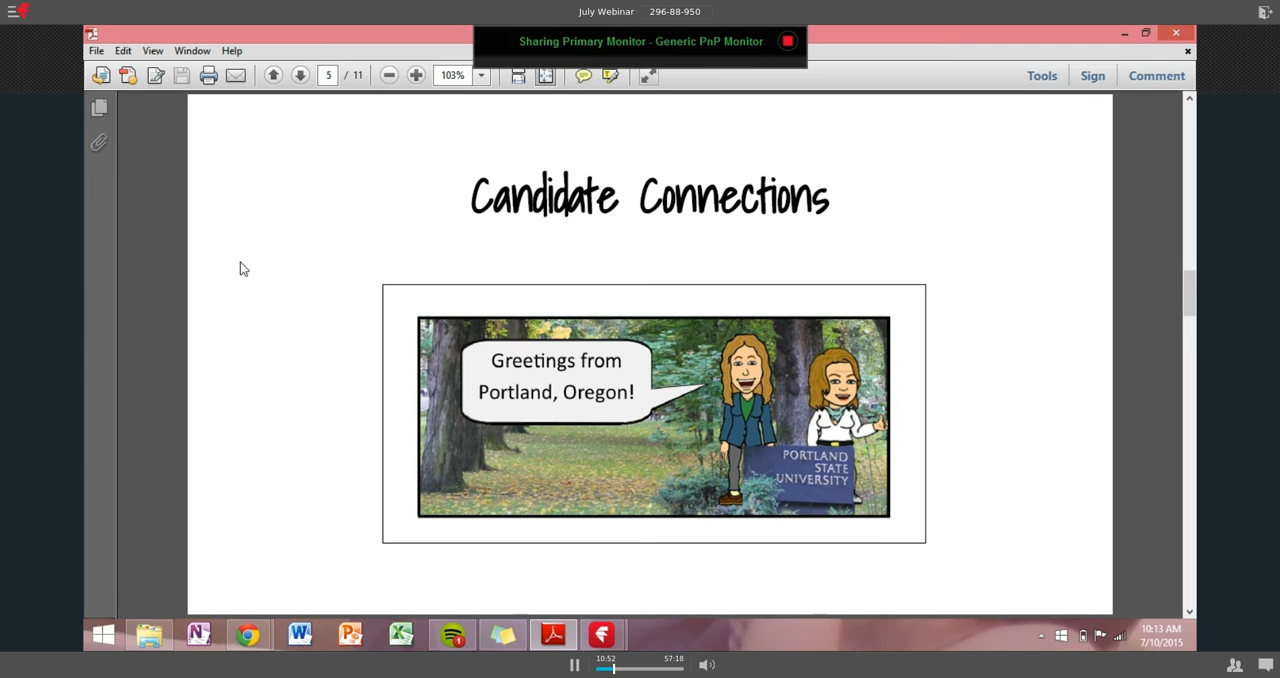 July Webinar 296-88-950
Sharing Primary Monitor - Generic PnP Monitor
File Edit View Window Help
5 / 11 103% Tools Sign Comment
Candidate Connections
Greetings from
Portland, Oregon!
PORTLAND
STATE
UNIVERSITY
10:13 AM
7/10/2015
10:52 57:18